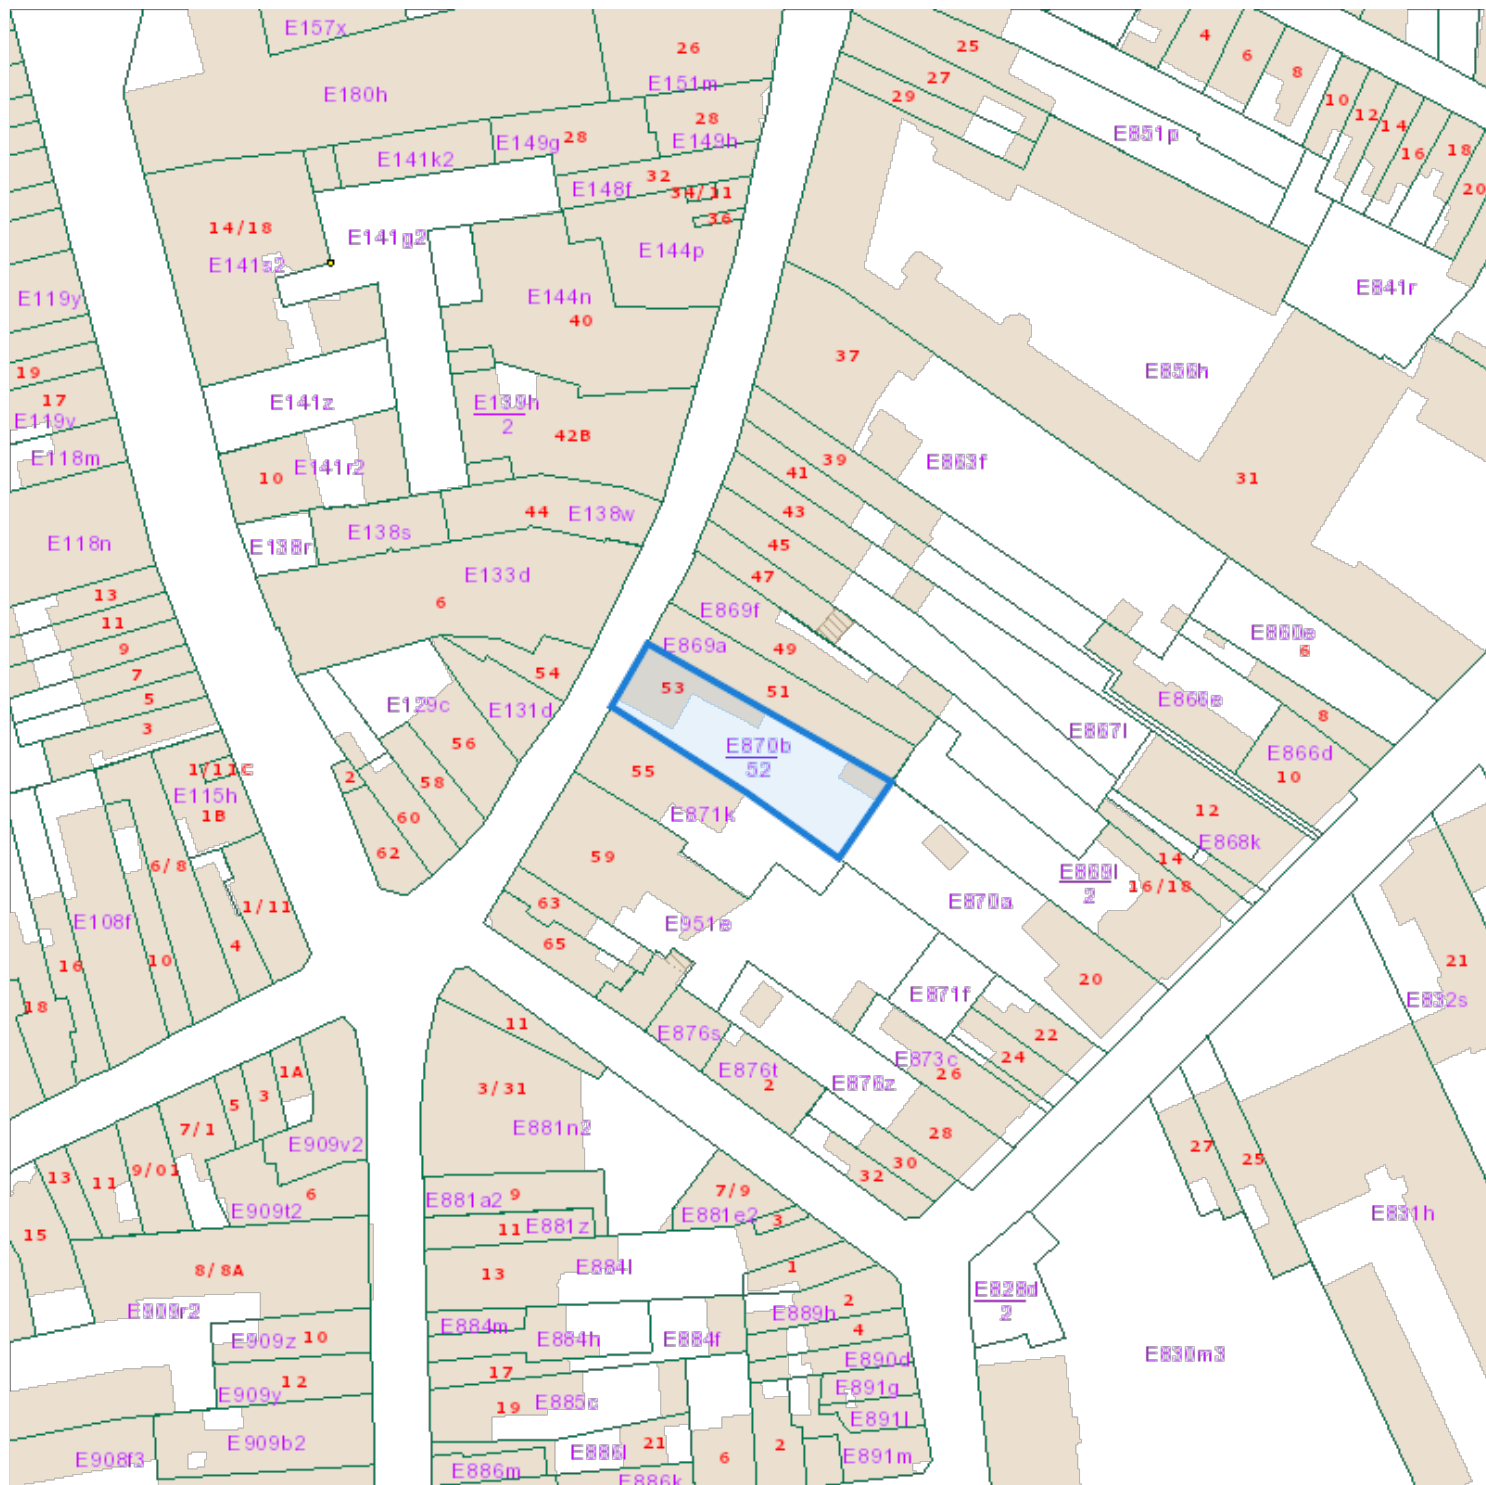 E157x
26
25
4
6
8
E151m
27
E180h
29
10
12
14
16
18
20
28
E149g
28
E149h
E851p
E141k2
32
E148f
34/11
36
14/18
E141g2
E144p
E141s2
E841r
E119y
E144n
40
37
E856h
19
17
E119v
E141z
E139h
2
42B
E118m
E141r2
10
39
41
E863f
31
44
E138w
43
E118n
E138s
E138r
45
E133d
47
6
13
11
9
7
5
3
E869f
E869a
49
E860e
6
54
53
51
E866e
8
E129c
E131d
E867l
E866d
10
56
E870b
52
1/11C
E115h
1B
2
58
55
60
E871k
12
E868k
62
59
14
16/18
E869l
2
6/8
1/11
63
E870a
E108f
4
65
E951e
4
16
10
18
20
21
E832s
E871f
11
E876s
22
24
E873c
26
1A
3
5
3/31
E876t
2
E876z
7/1
E881n2
28
E909v2
27
25
9/01
13
11
30
32
6
E909t2
E881a2
9
7/9
E881e2
3
E831h
15
11
E881z
8/8A
13
E884l
1
E828d
2
E909r2
E884m
2
E889h
4
E909z
10
E884h
E884f
E830m3
12
E909y
17
E890d
E891g
19
E885c
E891l
E909b2
E908f3
E886l
21
6
2
E891m
E886m
E886k